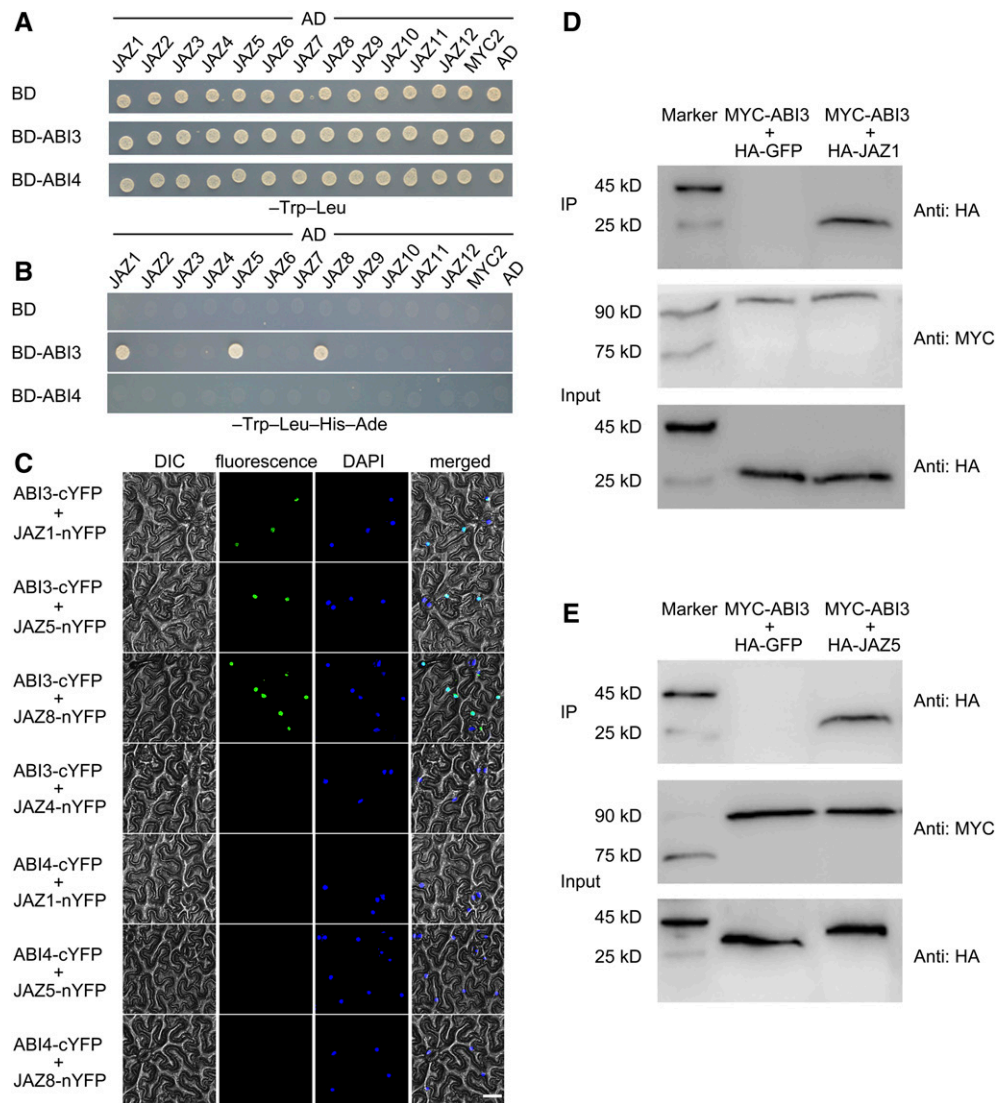 A
AD
JAZ1 JAZ2 JAZ3 JAZ4 JAZ5 JAZ6 JAZ7 JAZ8 JAZ9 JAZ10 JAZ11 JAZ12 MYC2 AD
BD
BD-ABI3
BD-ABI4
–Trp–Leu
B
AD
JAZ1 JAZ2 JAZ3 JAZ4 JAZ5 JAZ6 JAZ7 JAZ8 JAZ9 JAZ10 JAZ11 JAZ12 MYC2 AD
BD
BD-ABI3
BD-ABI4
–Trp–Leu–His–Ade
C
DIC fluorescence DAPI merged
ABI3-cYFP
+
JAZ1-nYFP
ABI3-cYFP
+
JAZ5-nYFP
ABI3-cYFP
+
JAZ8-nYFP
ABI3-cYFP
+
JAZ4-nYFP
ABI4-cYFP
+
JAZ1-nYFP
ABI4-cYFP
+
JAZ5-nYFP
ABI4-cYFP
+
JAZ8-nYFP
D
Marker MYC-ABI3 MYC-ABI3
+ +
HA-GFP HA-JAZ1
45 kD
IP
25 kD
Anti: HA
90 kD
75 kD
Anti: MYC
Input
45 kD
25 kD
Anti: HA
E
Marker MYC-ABI3 MYC-ABI3
+ +
HA-GFP HA-JAZ5
45 kD
IP
25 kD
Anti: HA
90 kD
75 kD
Anti: MYC
Input
45 kD
25 kD
Anti: HA